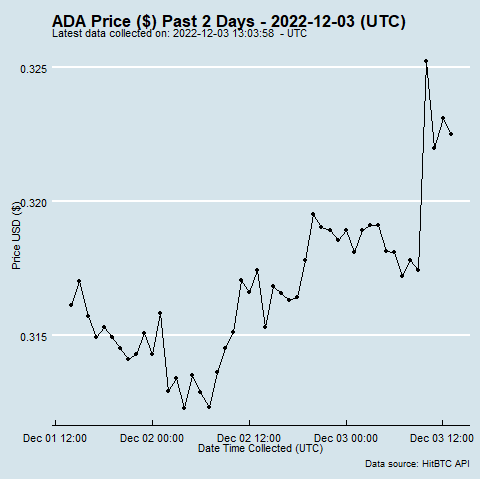 ADA Price ($) Past 2 Days - 2022-12-03 (UTC)
Latest data collected on: 2022-12-03 13:03:58 - UTC
0.325
0.320
0.315
Price USD ($)
Dec 01 12:00 Dec 02 00:00 Dec 02 12:00 Dec 03 00:00 Dec 03 12:00
Date Time Collected (UTC)
Data source: HitBTC API